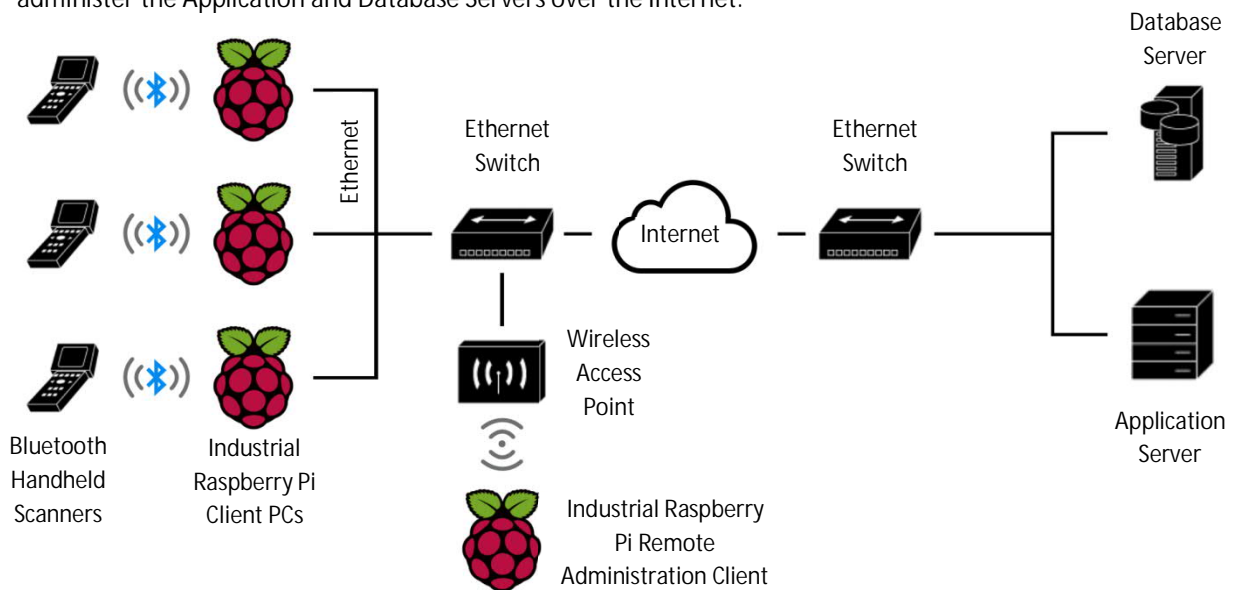 administer the Application and Database Servers over the Internet.
Database
Server
Ethernet
Ethernet
Switch
Internet
Ethernet
Switch
Wireless
Access
Point
Application
Server
Bluetooth
Handheld
Scanners
Industrial
Raspberry Pi
Client PCs
Industrial Raspberry
Pi Remote
Administration Client